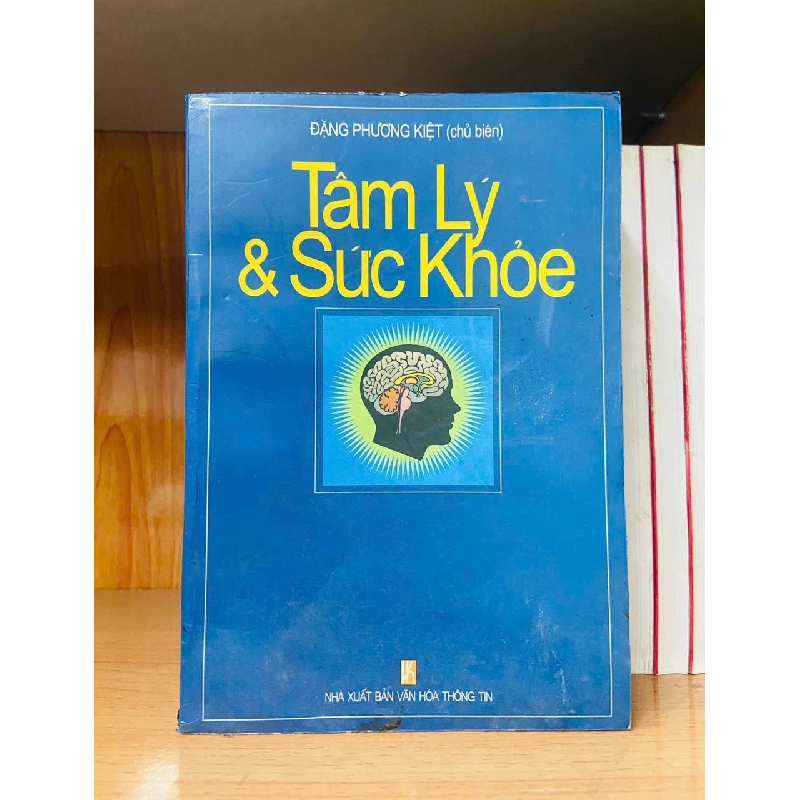 ĐẶNG PHƯƠNG KIỆT (chủ biên)
Tâm Lý
& Sức Khỏe
NHÀ XUẤT BẢN VĂN HÓA THÔNG TIN